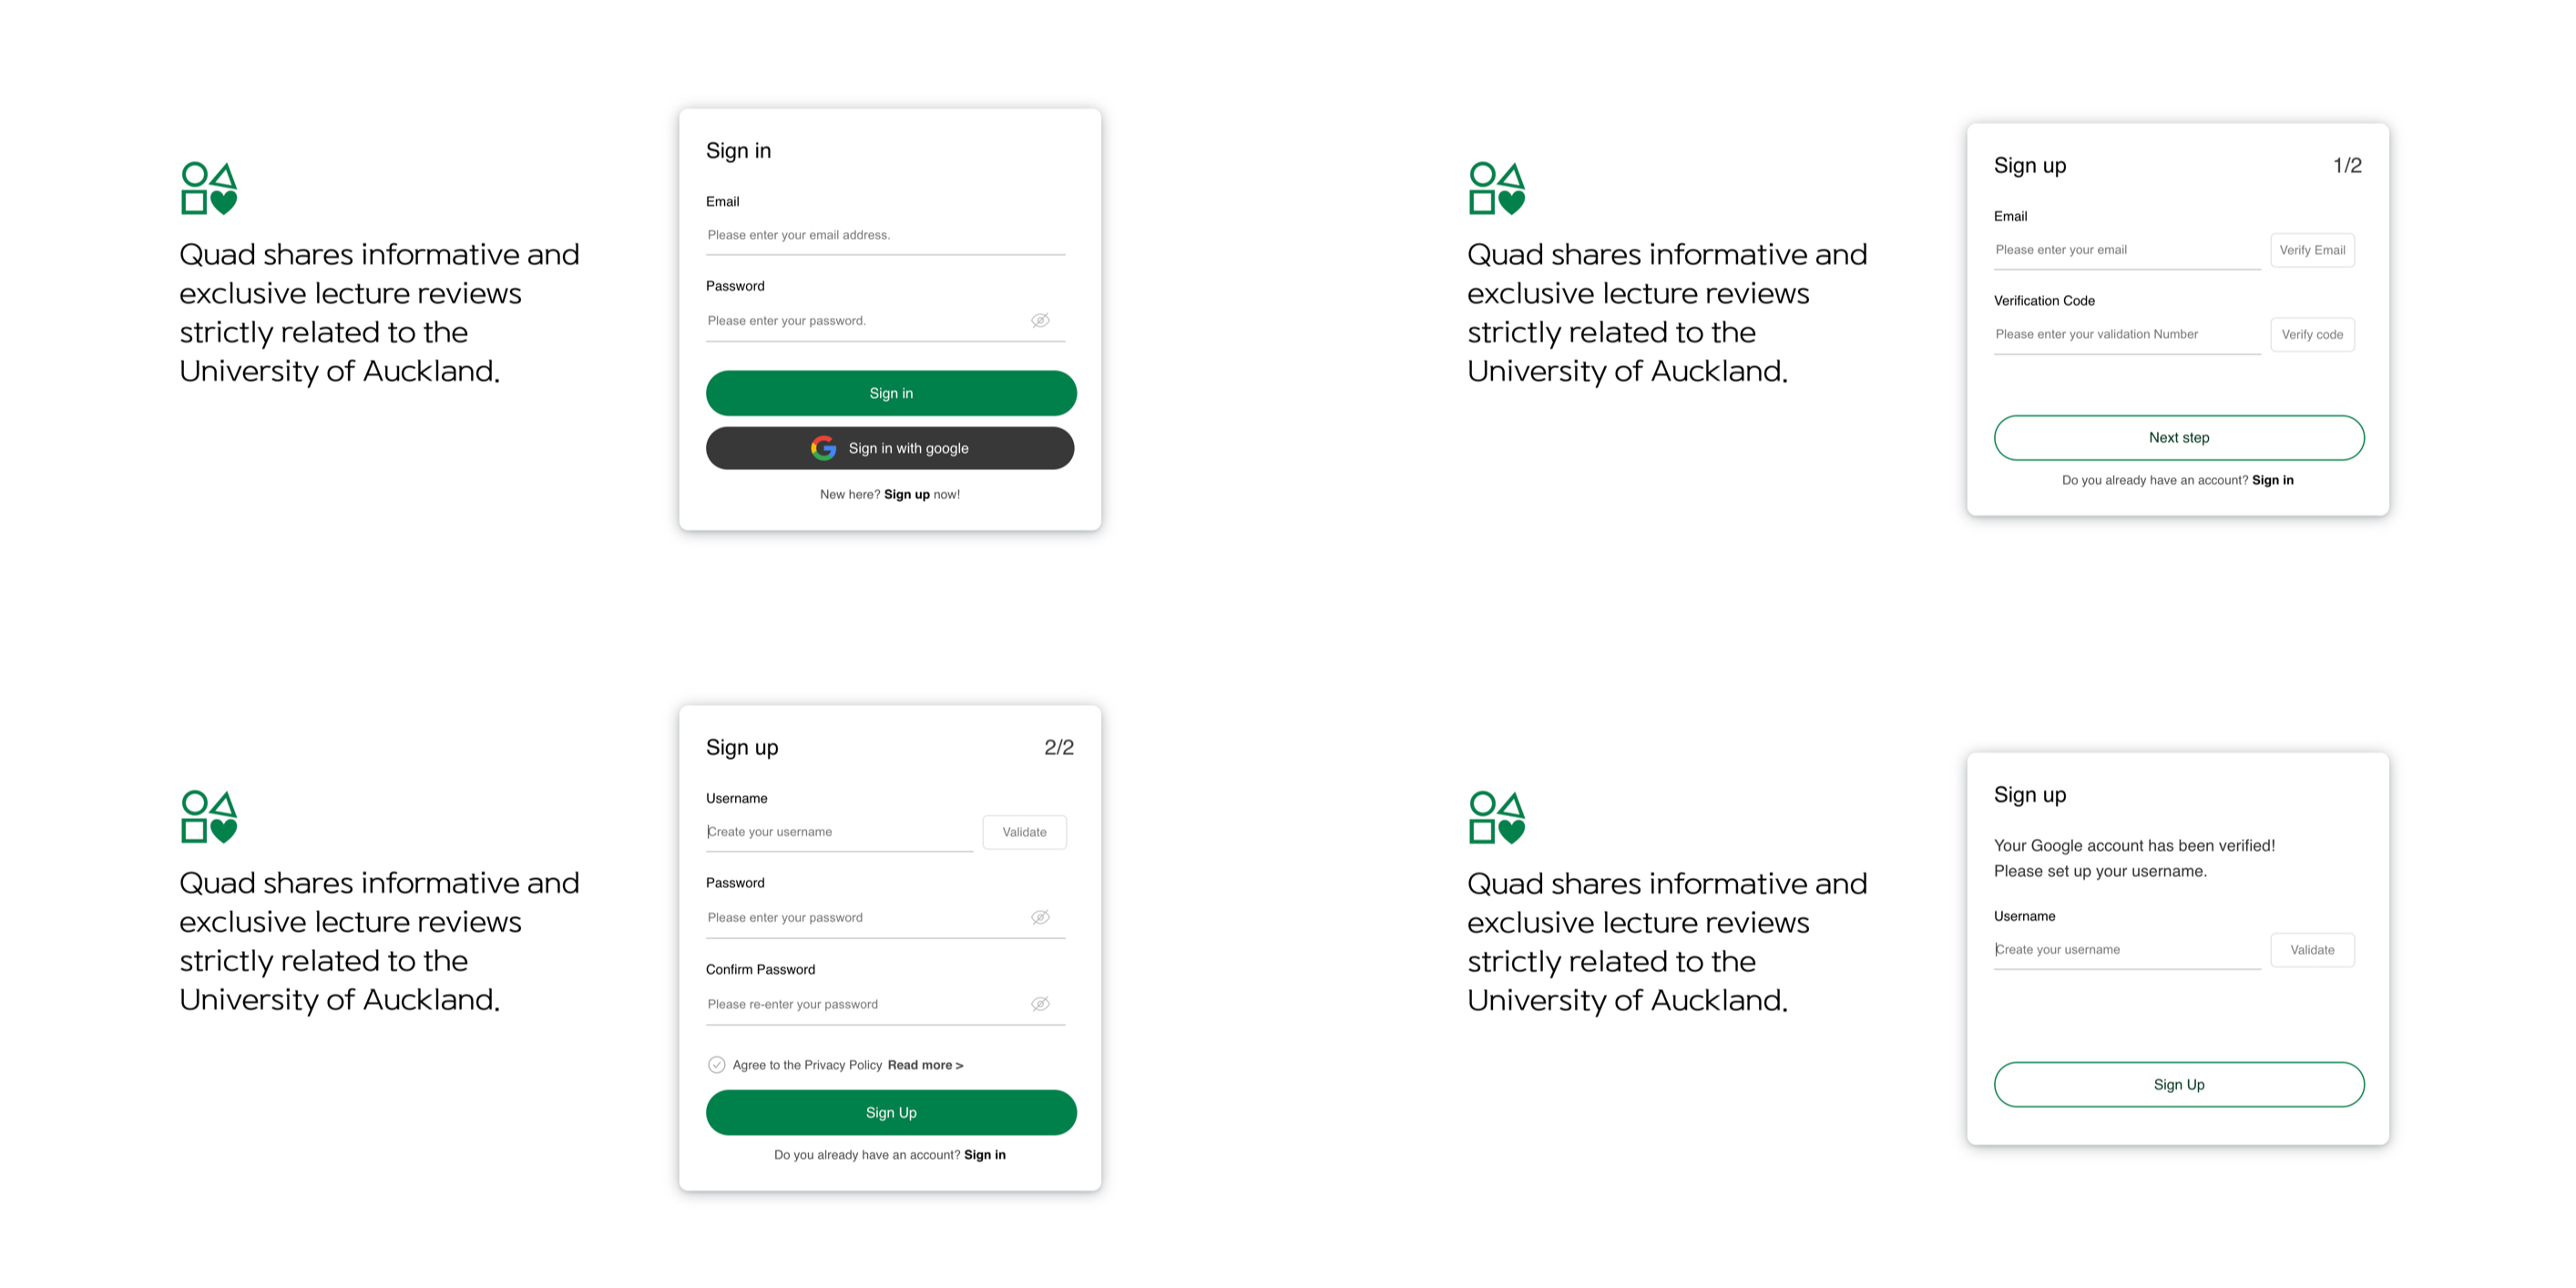 Quad shares informative and
exclusive lecture reviews
strictly related to the
University of Auckland.
Sign in
Email
Please enter your email address.
Password
Please enter your password.
Sign in
Sign in with google
New here? Sign up now!
Quad shares informative and
exclusive lecture reviews
strictly related to the
University of Auckland.
Sign up 1/2
Email
Please enter your email Verify Email
Verification Code
Please enter your validation Number Verify code
Next step
Do you already have an account? Sign in
Quad shares informative and
exclusive lecture reviews
strictly related to the
University of Auckland.
Sign up 2/2
Username
Create your username Validate
Password
Please enter your password
Confirm Password
Please re-enter your password
Agree to the Privacy Policy Read more >
Sign Up
Do you already have an account? Sign in
Quad shares informative and
exclusive lecture reviews
strictly related to the
University of Auckland.
Sign up
Your Google account has been verified!
Please set up your username.
Username
Create your username Validate
Sign Up